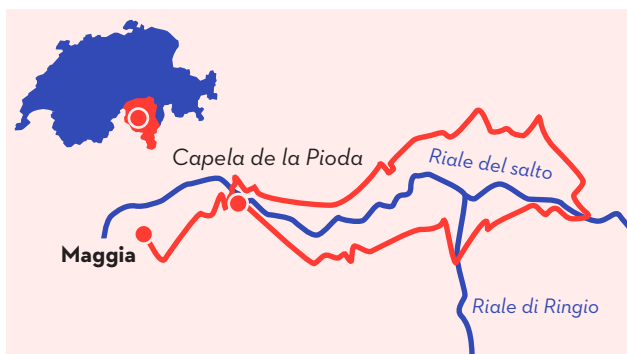 Capela de la Pioda
Riale del salto
Maggia
Riale di Ringio